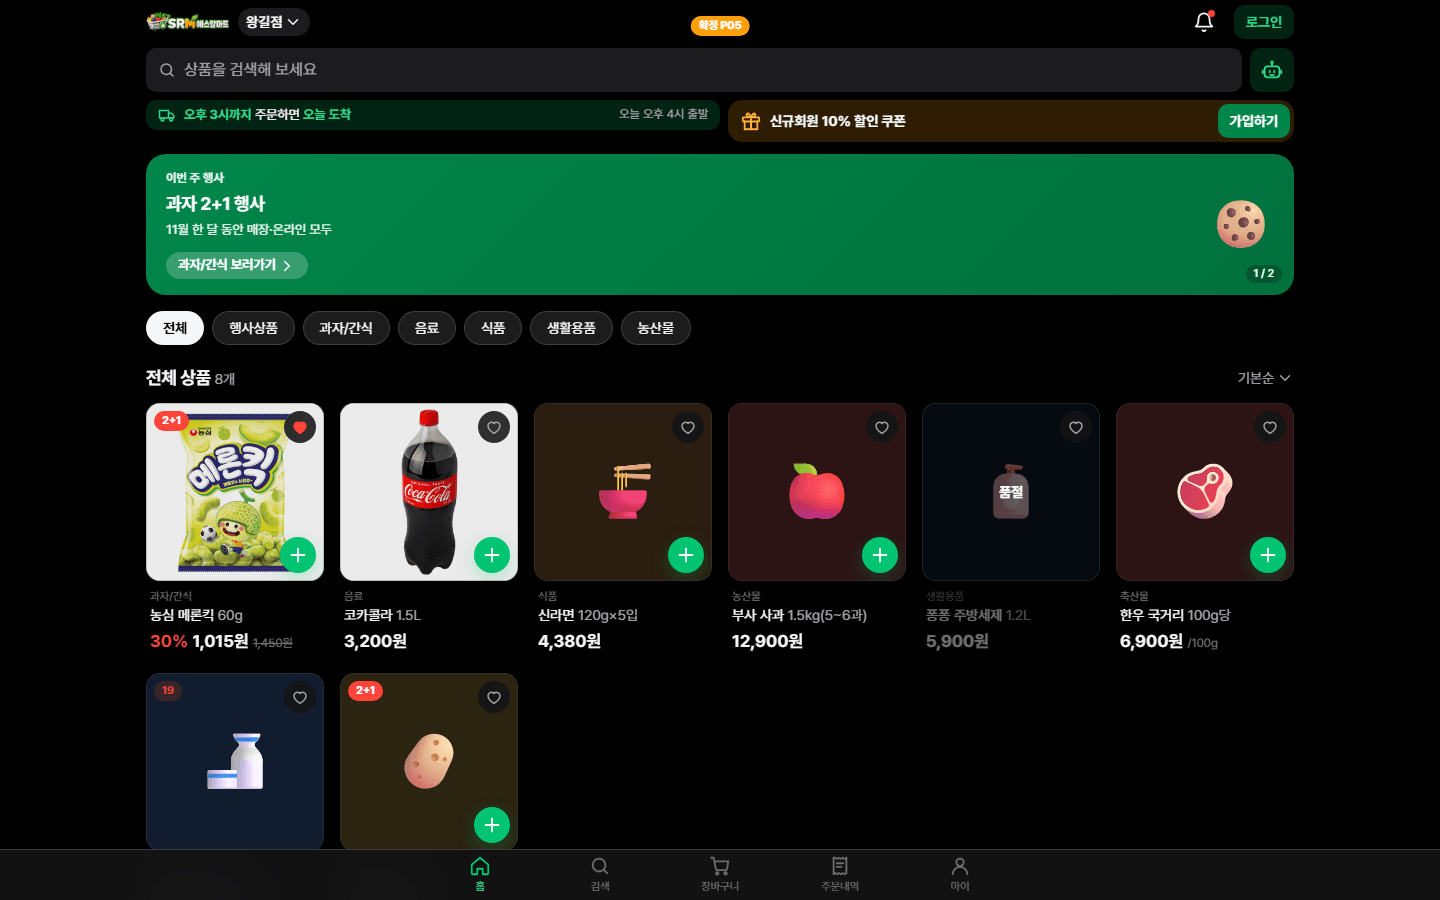 SRM 에스알마트
왕길점
확정 P05
로그인
상품을 검색해 보세요
오후 3시까지 주문하면 오늘 도착
오늘 오후 4시 출발
신규회원 10% 할인 쿠폰
가입하기
이번 주 행사
과자 2+1 행사
11월 한 달 동안 매장·온라인 모두
과자/간식 보러가기
1 / 2
전체
행사상품
과자/간식
음료
식품
생활용품
농산물
전체 상품 8개
기본순
2+1
농심
메론킥
Coca-Cola
품절
과자/간식
농심 메론킥 60g
30% 1,015원 1,450원
음료
코카콜라 1.5L
3,200원
식품
신라면 120g×5입
4,380원
농산물
부사 사과 1.5kg(5~6과)
12,900원
생활용품
퐁퐁 주방세제 1.2L
5,900원
축산물
한우 국거리 100g당
6,900원 /100g
19
2+1
홈
검색
장바구니
주문내역
마이